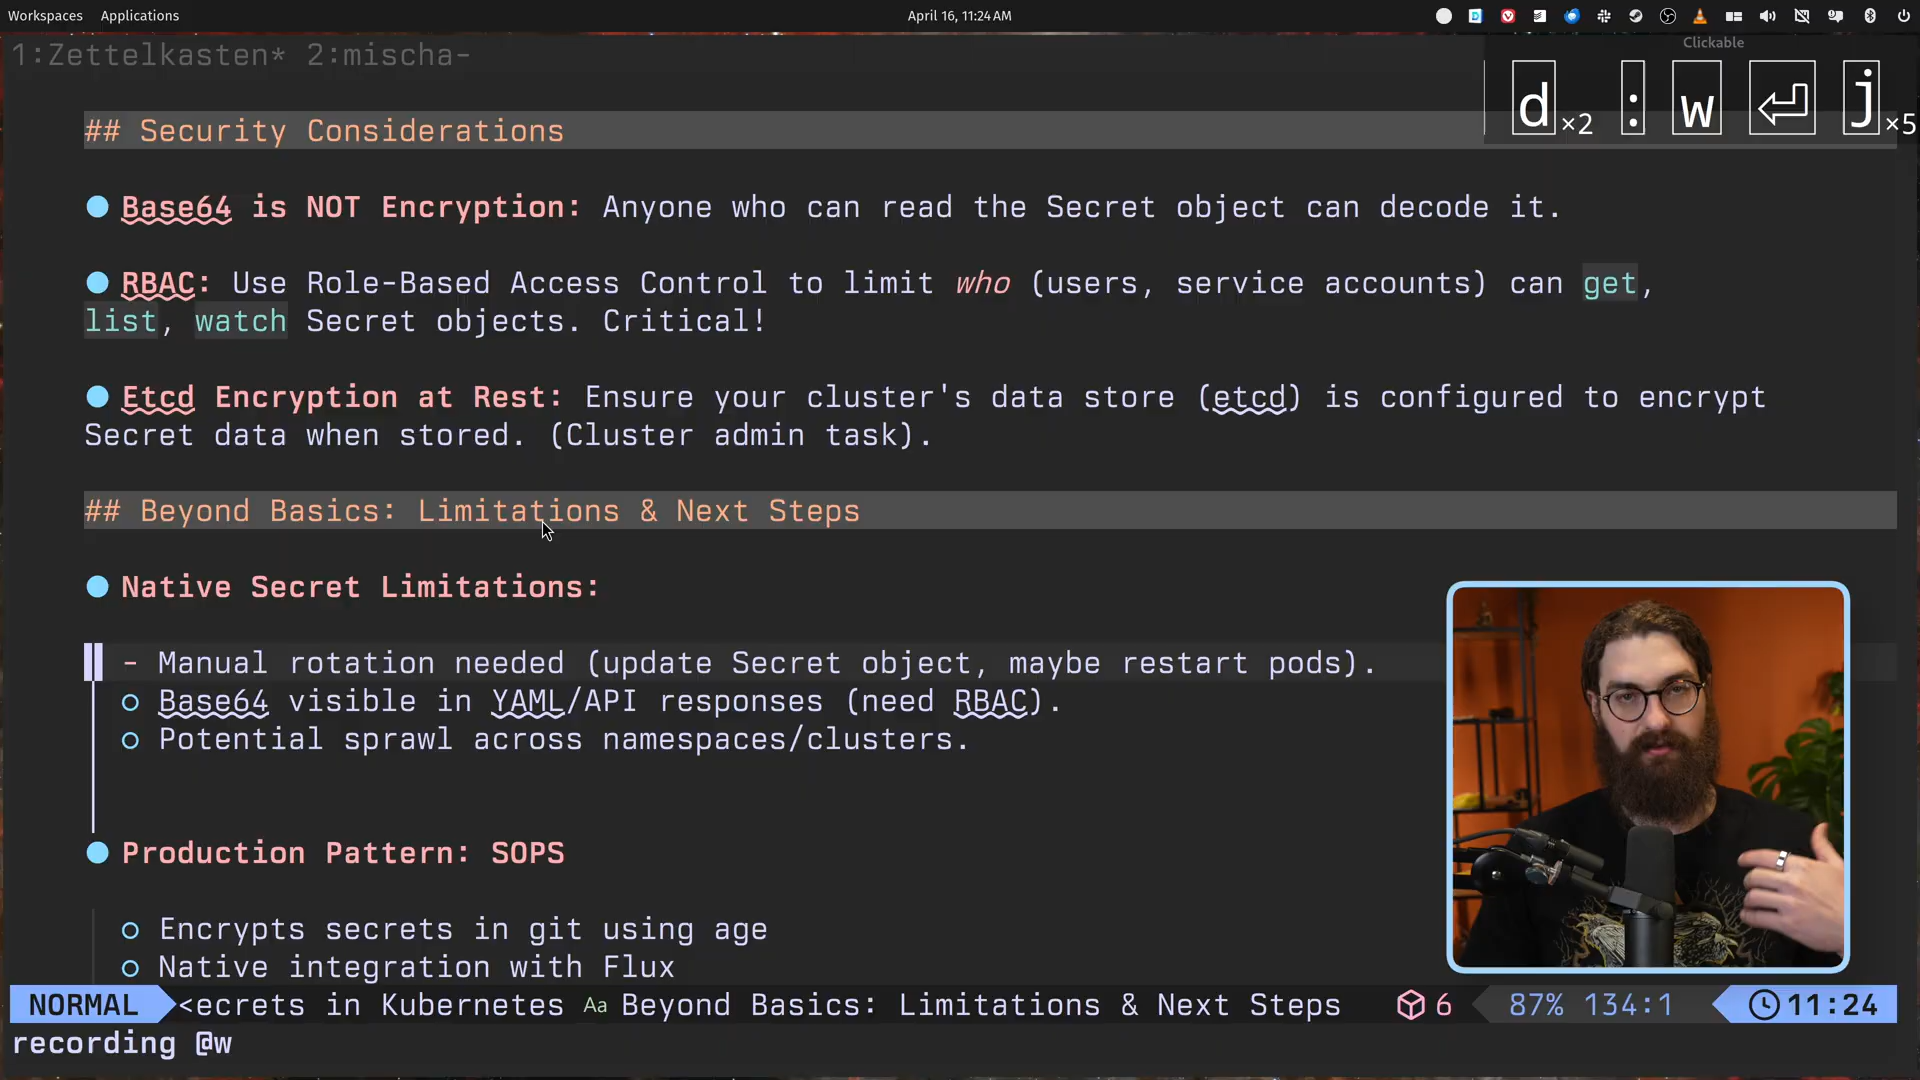 Workspaces Applications April 16, 11:24 AM
1:Zettelkasten* 2:mischa-
Clickable
d ×2 : w j ×5
## Security Considerations
Base64 is NOT Encryption: Anyone who can read the Secret object can decode it.
RBAC: Use Role-Based Access Control to limit who (users, service accounts) can get,
list, watch Secret objects. Critical!
Etcd Encryption at Rest: Ensure your cluster's data store (etcd) is configured to encrypt
Secret data when stored. (Cluster admin task).
## Beyond Basics: Limitations & Next Steps
Native Secret Limitations:
- Manual rotation needed (update Secret object, maybe restart pods).
Base64 visible in YAML/API responses (need RBAC).
Potential sprawl across namespaces/clusters.
Production Pattern: SOPS
Encrypts secrets in git using age
Native integration with Flux
NORMAL <ecrets in Kubernetes Aa Beyond Basics: Limitations & Next Steps 6 87% 134:1 11:24
recording @w